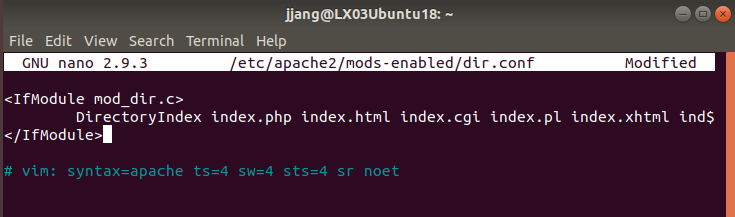 jjang@LX03Ubuntu18: ~
File Edit View Search Terminal Help
GNU nano 2.9.3 /etc/apache2/mods-enabled/dir.conf Modified
<IfModule mod_dir.c>
DirectoryIndex index.php index.html index.cgi index.pl index.xhtml ind$
</IfModule>
# vim: syntax=apache ts=4 sw=4 sts=4 sr noet